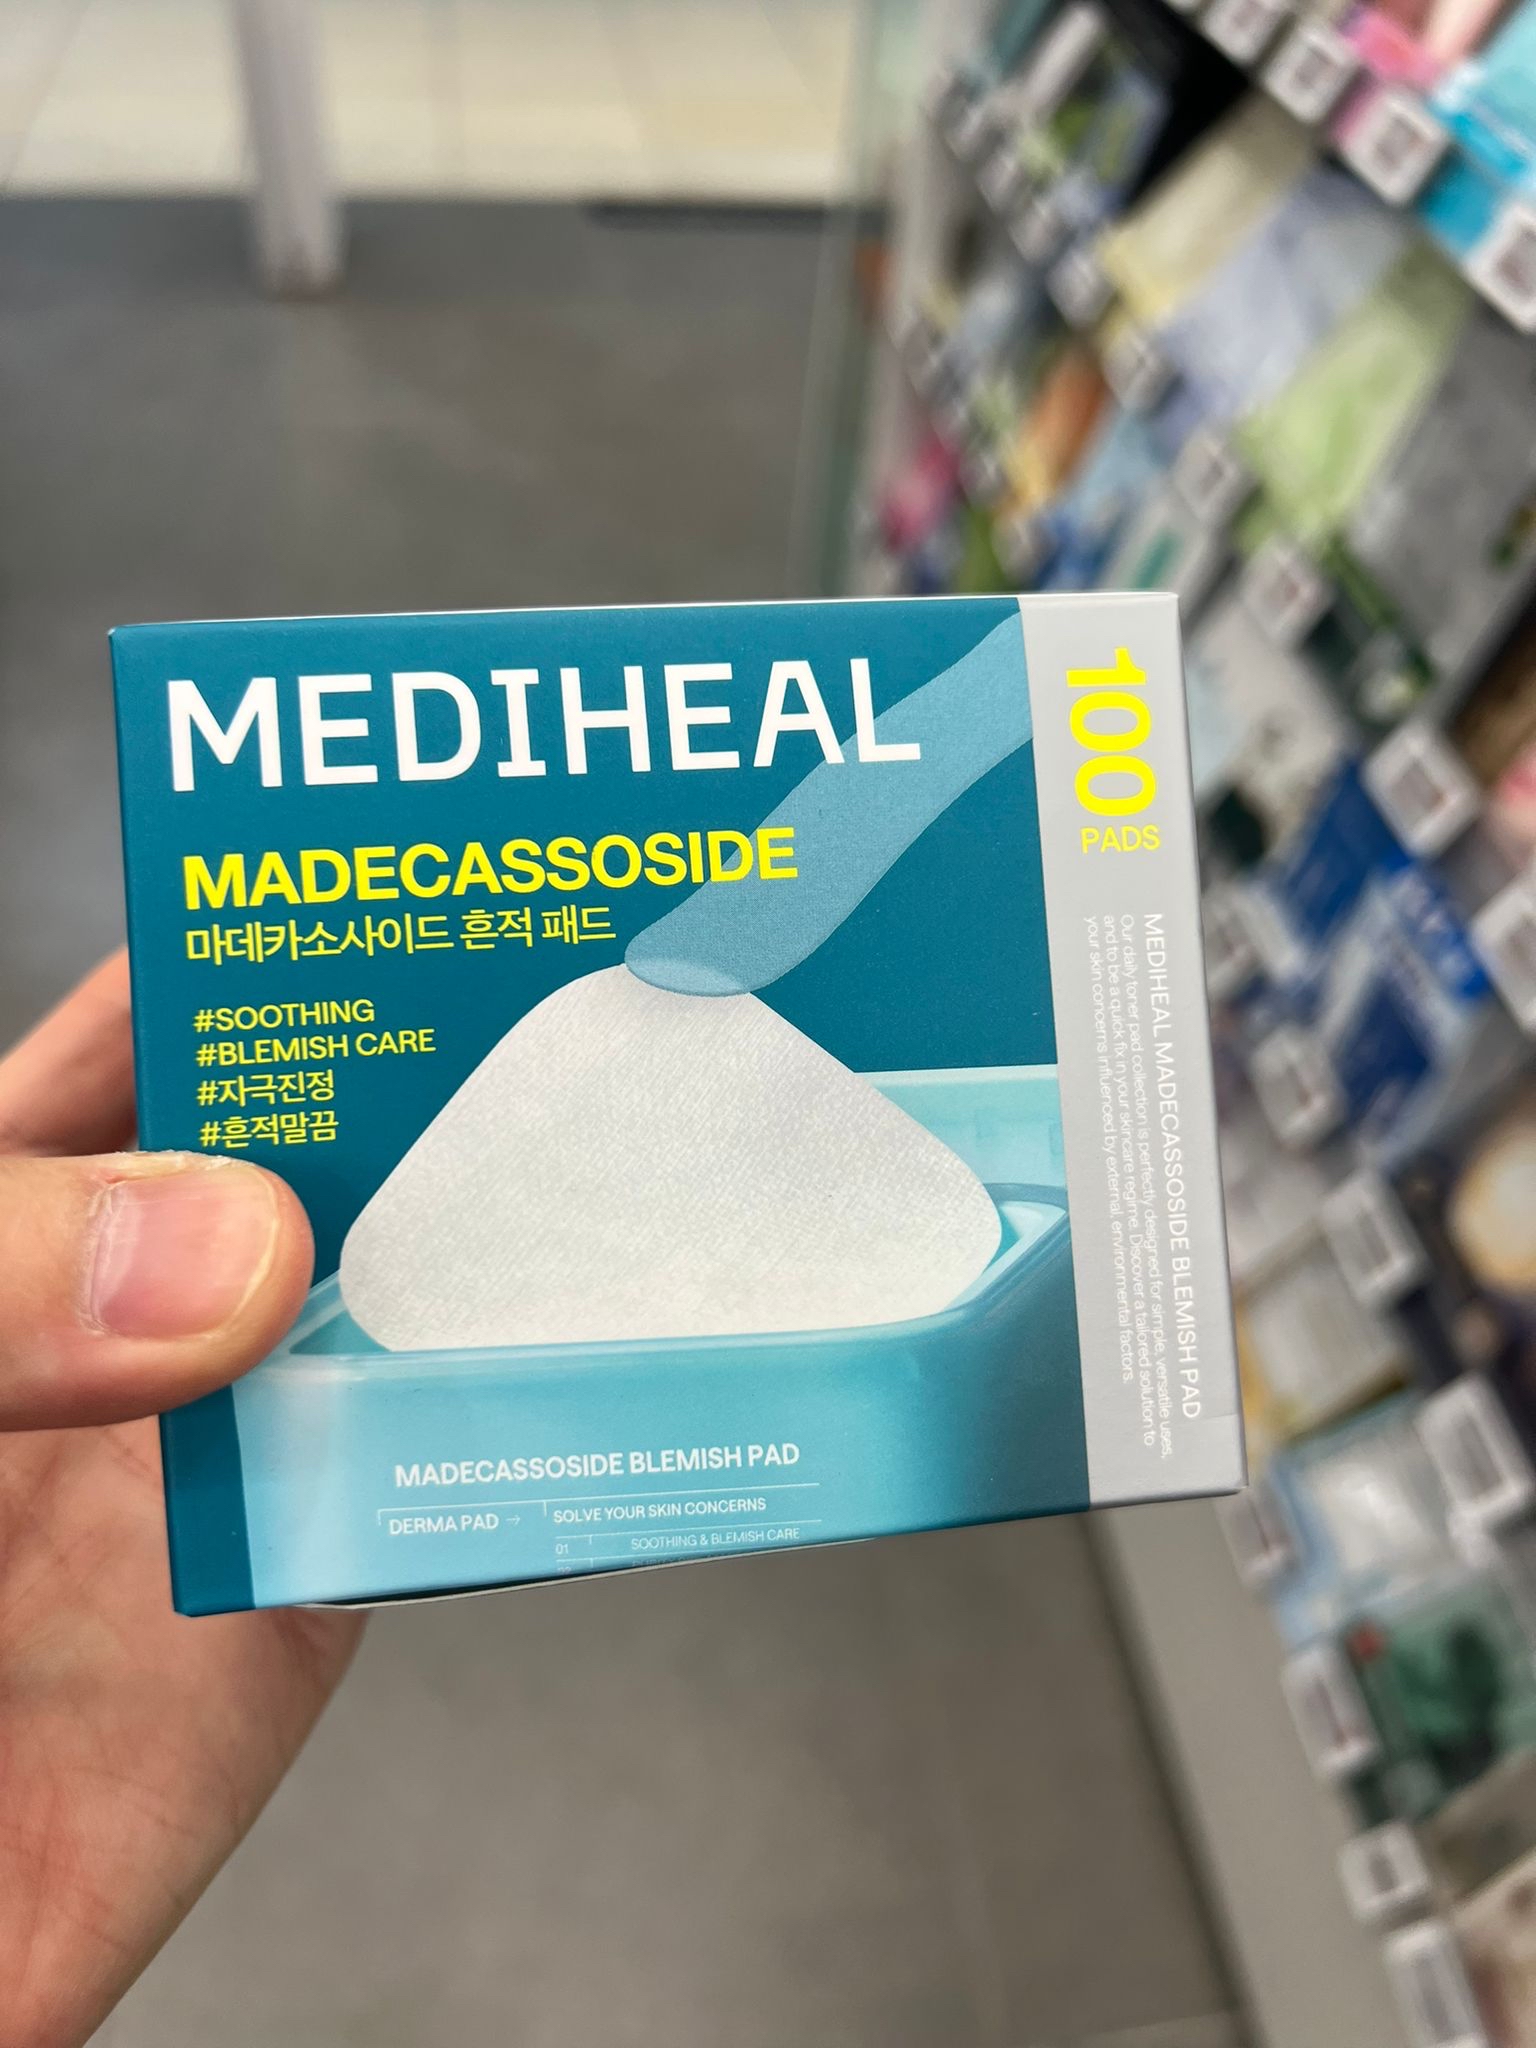 MEDIHEAL
MADECASSOSIDE
마데카소사이드 흔적 패드
#SOOTHING
#BLEMISH CARE
#자극진정
#흔적말끔
MADECASSOSIDE BLEMISH PAD
DERMA PAD →
SOLVE YOUR SKIN CONCERNS
01 SOOTHING & BLEMISH CARE
100
PADS
MEDIHEAL MADECASSOSIDE BLEMISH PAD
Our daily toner pad collection is perfectly designed for simple, versatile uses,
and to be a quick fix in your skincare regime. Discover a tailored solution to
your skin concerns influenced by external, environmental factors.